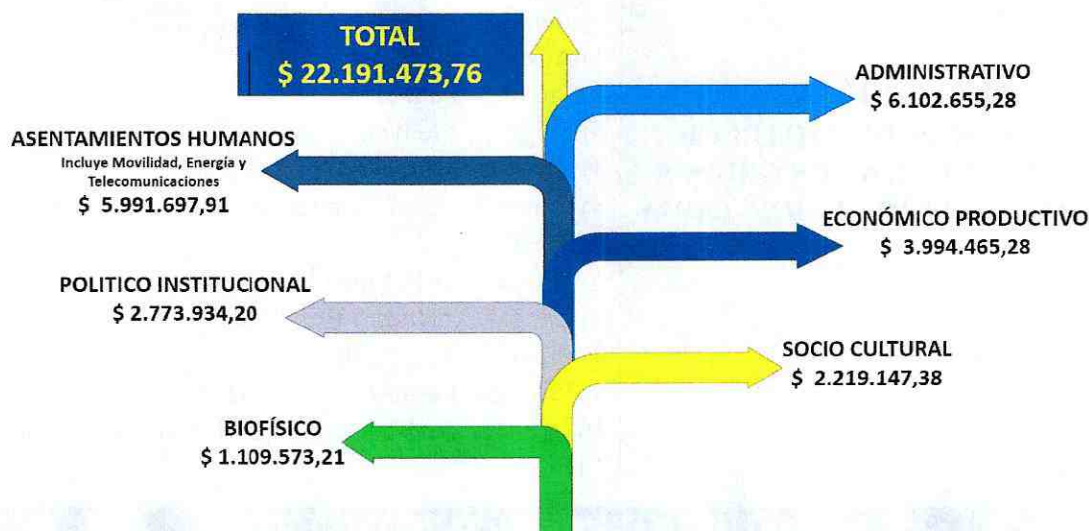 TOTAL
$ 22.191.473,76
ADMINISTRATIVO
$ 6.102.655,28
ASENTAMIENTOS HUMANOS
Incluye Movilidad, Energía y
Telecomunicaciones
$ 5.991.697,91
ECONÓMICO PRODUCTIVO
$ 3.994.465,28
POLITICO INSTITUCIONAL
$ 2.773.934,20
SOCIO CULTURAL
$ 2.219.147,38
BIOFÍSICO
$ 1.109.573,21